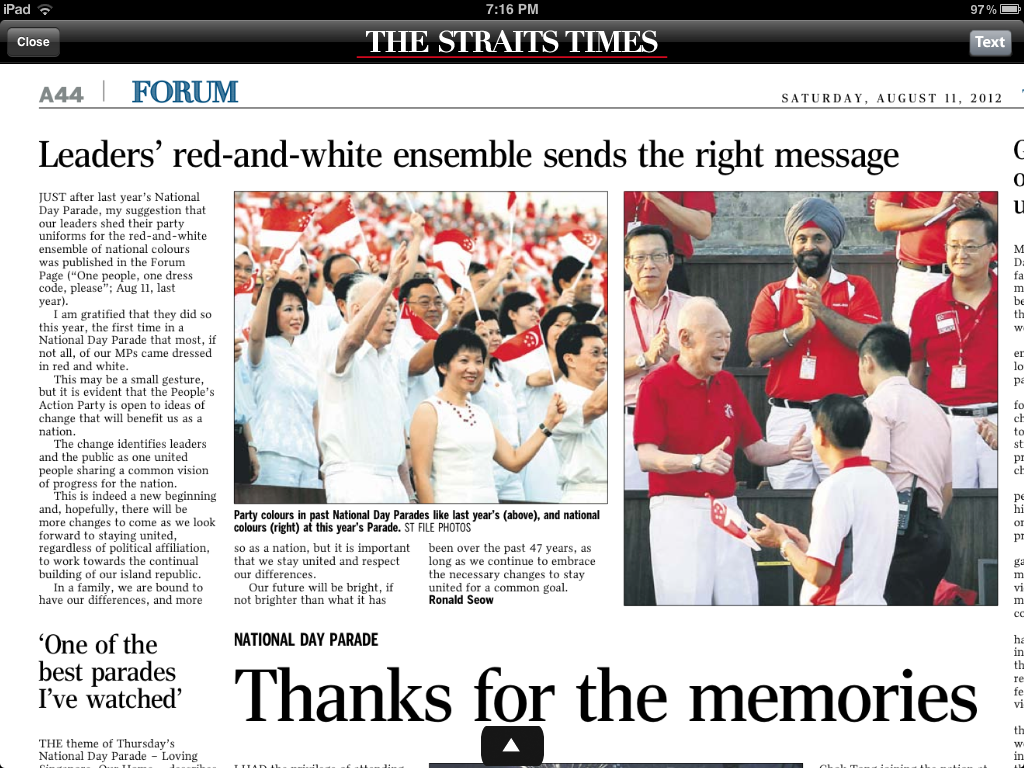 iPad
7:16 PM
97%
Close
THE STRAITS TIMES
Text
A44
FORUM
SATURDAY, AUGUST 11, 2012
Leaders' red-and-white ensemble sends the right message
JUST after last year's National
Day Parade, my suggestion that
our leaders shed their party
uniforms for the red-and-white
ensemble of national colours
was published in the Forum
Page ("One people, one dress
code, please"; Aug 11, last
year).
I am gratified that they did so
this year, the first time in a
National Day Parade that most, if
not all, of our MPs came dressed
in red and white.
This may be a small gesture,
but it is evident that the People's
Action Party is open to ideas of
change that will benefit us as a
nation.
The change identifies leaders
and the public as one united
people sharing a common vision
of progress for the nation.
This is indeed a new beginning
and, hopefully, there will be
more changes to come as we look
forward to staying united,
regardless of political affiliation,
to work towards the continual
building of our island republic.
In a family, we are bound to
have our differences, and more
Party colours in past National Day Parades like last year's (above), and national
colours (right) at this year's Parade. ST FILE PHOTOS
so as a nation, but it is important
that we stay united and respect
our differences.
Our future will be bright, if
not brighter than what it has
been over the past 47 years, as
long as we continue to embrace
the necessary changes to stay
united for a common goal.
Ronald Seow
'One of the
best parades
I've watched'
THE theme of Thursday's
National Day Parade – Loving
NATIONAL DAY PARADE
Thanks for the memories